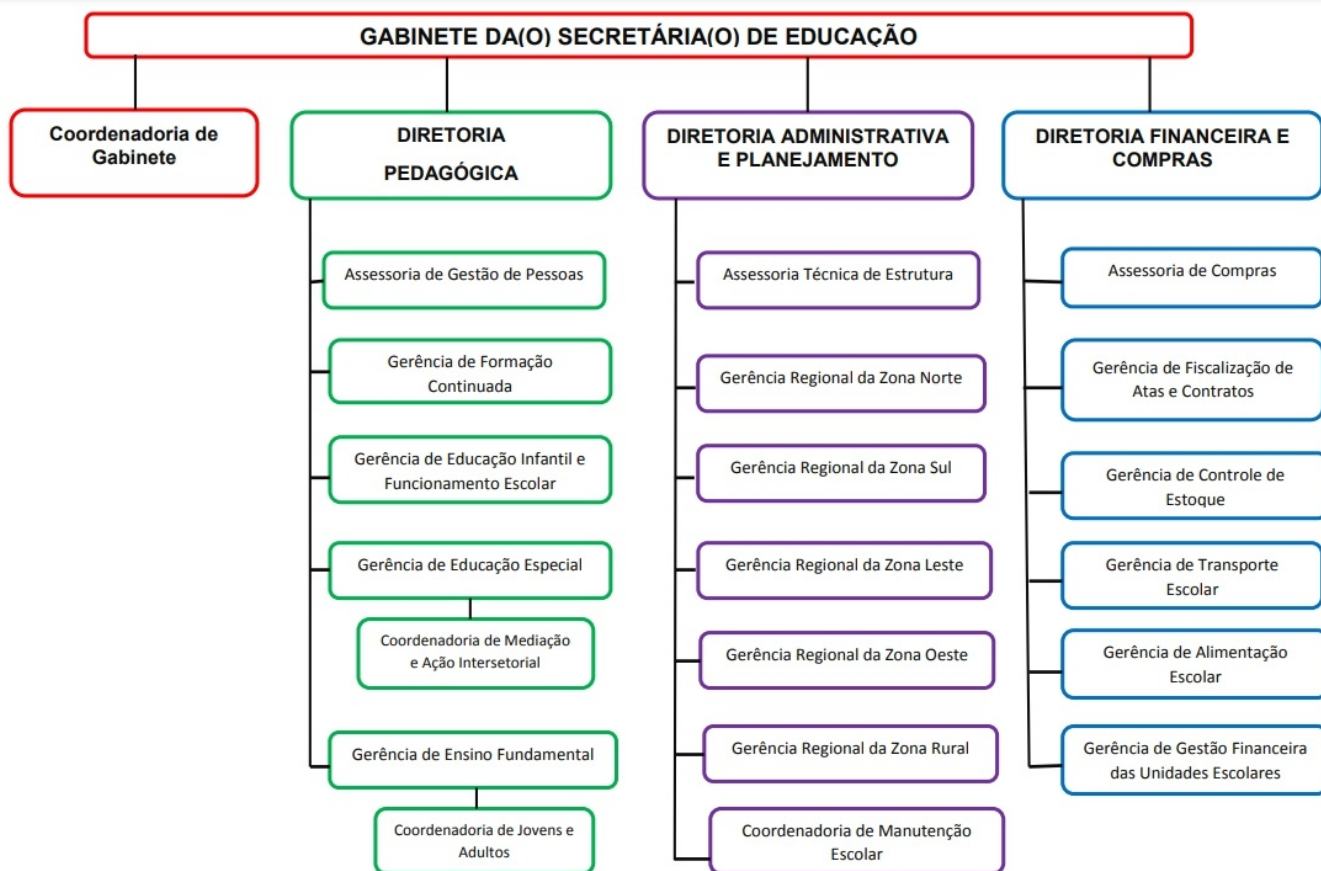 GABINETE DA(O) SECRETÁRIA(O) DE EDUCAÇÃO
Coordenadoria de
Gabinete
DIRETORIA
PEDAGÓGICA
Assessoria de Gestão de Pessoas
Gerência de Formação
Continuada
Gerência de Educação Infantil e
Funcionamento Escolar
Gerência de Educação Especial
Coordenadoria de Mediação
e Ação Intersetorial
Gerência de Ensino Fundamental
Coordenadoria de Jovens e
Adultos
DIRETORIA ADMINISTRATIVA
E PLANEJAMENTO
Assessoria Técnica de Estrutura
Gerência Regional da Zona Norte
Gerência Regional da Zona Sul
Gerência Regional da Zona Leste
Gerência Regional da Zona Oeste
Gerência Regional da Zona Rural
Coordenadoria de Manutenção
Escolar
DIRETORIA FINANCEIRA E
COMPRAS
Assessoria de Compras
Gerência de Fiscalização de
Atas e Contratos
Gerência de Controle de
Estoque
Gerência de Transporte
Escolar
Gerência de Alimentação
Escolar
Gerência de Gestão Financeira
das Unidades Escolares